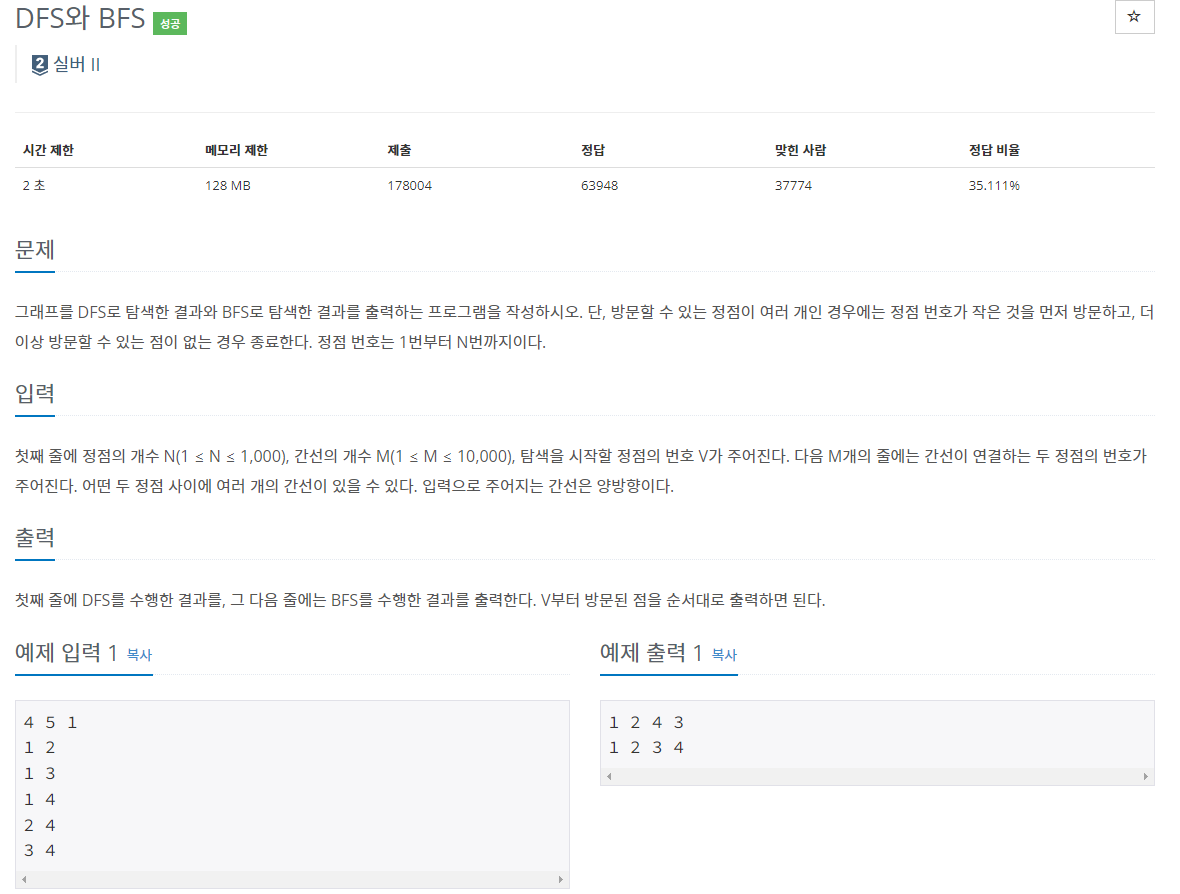 DFS와 BFS 성공
☆
2 실버 II
시간 제한 메모리 제한 제출 정답 맞힌 사람 정답 비율
2 초 128 MB 178004 63948 37774 35.111%
문제
그래프를 DFS로 탐색한 결과와 BFS로 탐색한 결과를 출력하는 프로그램을 작성하시오. 단, 방문할 수 있는 정점이 여러 개인 경우에는 정점 번호가 작은 것을 먼저 방문하고, 더
이상 방문할 수 있는 점이 없는 경우 종료한다. 정점 번호는 1번부터 N번까지이다.
입력
첫째 줄에 정점의 개수 N(1 ≤ N ≤ 1,000), 간선의 개수 M(1 ≤ M ≤ 10,000), 탐색을 시작할 정점의 번호 V가 주어진다. 다음 M개의 줄에는 간선이 연결하는 두 정점의 번호가
주어진다. 어떤 두 정점 사이에 여러 개의 간선이 있을 수 있다. 입력으로 주어지는 간선은 양방향이다.
출력
첫째 줄에 DFS를 수행한 결과를, 그 다음 줄에는 BFS를 수행한 결과를 출력한다. V부터 방문된 점을 순서대로 출력하면 된다.
예제 입력 1 복사
4 5 1
1 2
1 3
1 4
2 4
3 4
예제 출력 1 복사
1 2 4 3
1 2 3 4